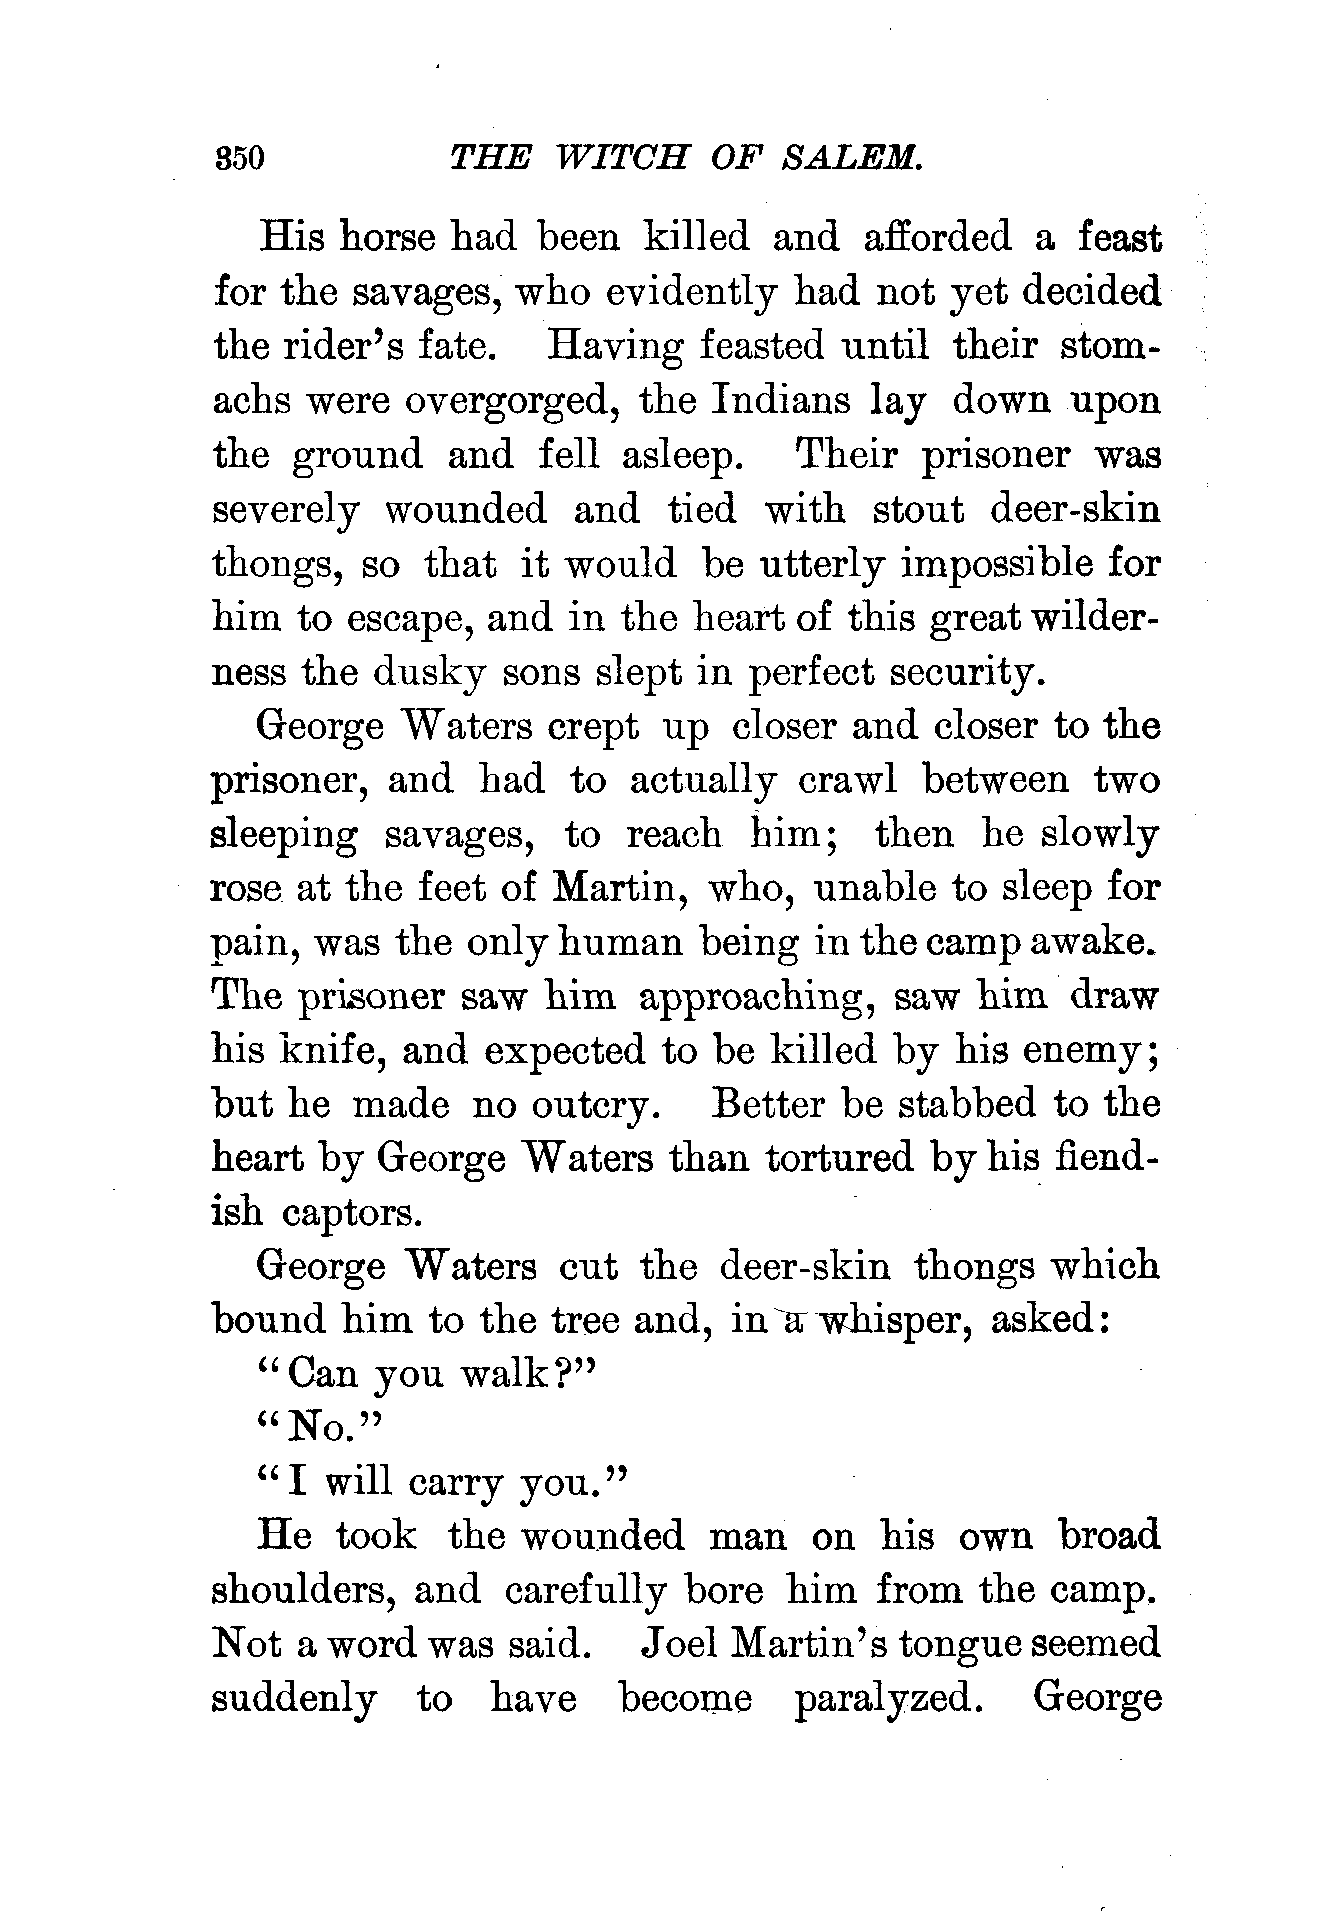 350 THE WITCH OF SALEM.
His horse had been killed and afforded a feast
for the savages, who evidently had not yet decided
the rider's fate. Having feasted until their stom-
achs were overgorged, the Indians lay down upon
the ground and fell asleep. Their prisoner was
severely wounded and tied with stout deer-skin
thongs, so that it would be utterly impossible for
him to escape, and in the heart of this great wilder-
ness the dusky sons slept in perfect security.
George Waters crept up closer and closer to the
prisoner, and had to actually crawl between two
sleeping savages, to reach him; then he slowly
rose at the feet of Martin, who, unable to sleep for
pain, was the only human being in the camp awake.
The prisoner saw him approaching, saw him draw
his knife, and expected to be killed by his enemy;
but he made no outcry. Better be stabbed to the
heart by George Waters than tortured by his fiend-
ish captors.
George Waters cut the deer-skin thongs which
bound him to the tree and, in a whisper, asked:
"Can you walk?"
"No."
"I will carry you."
He took the wounded man on his own broad
shoulders, and carefully bore him from the camp.
Not a word was said. Joel Martin's tongue seemed
suddenly to have become paralyzed. George